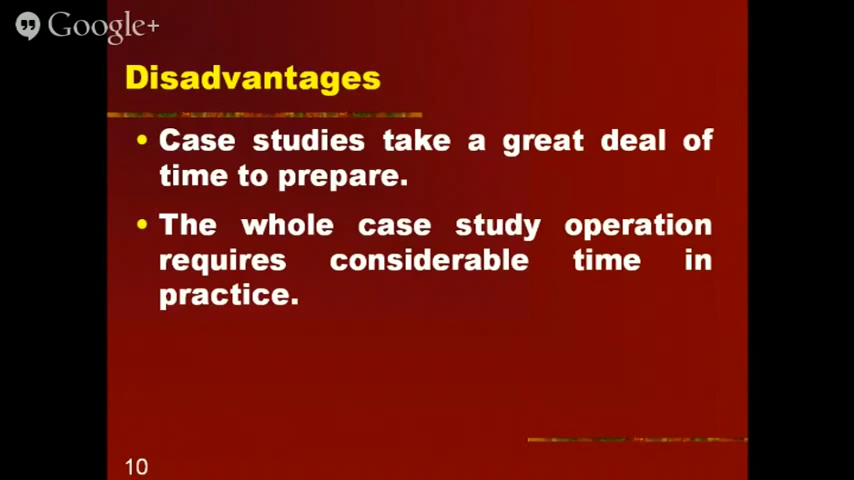 Google+
Disadvantages
• Case studies take a great deal of
time to prepare.
• The whole case study operation
requires considerable time in
practice.
10